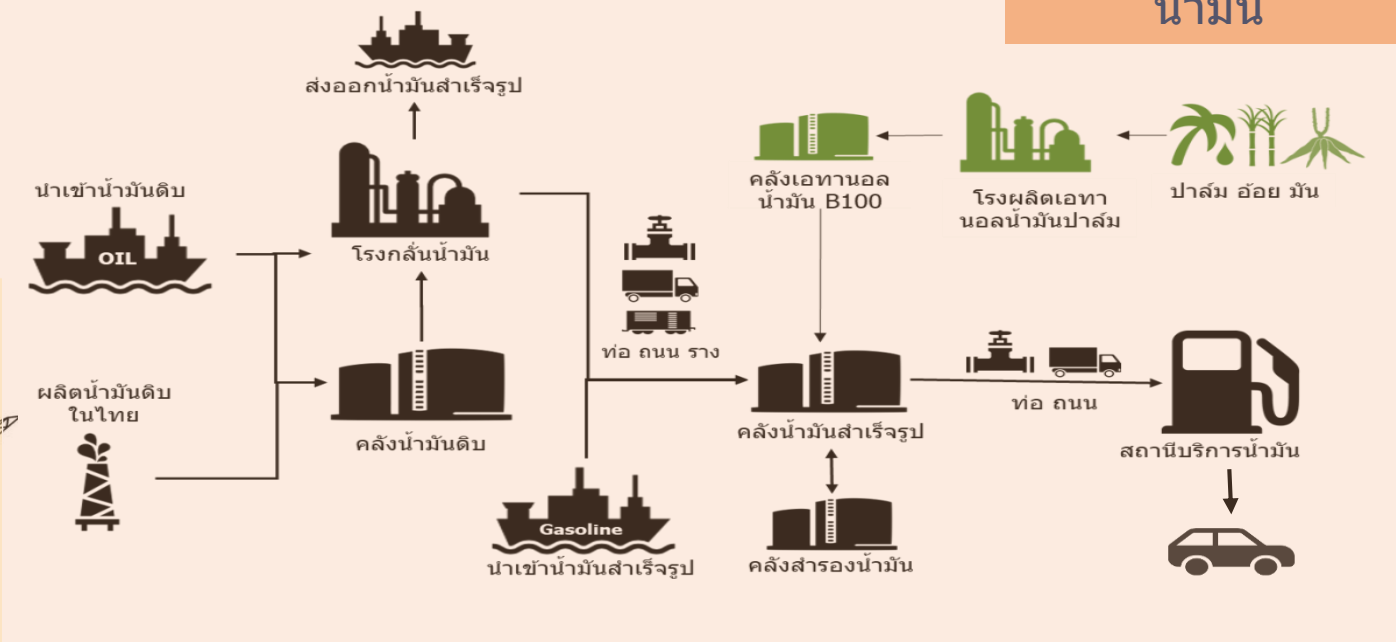 น้ำมัน
ส่งออกน้ำมันสำเร็จรูป
นำเข้าน้ำมันดิบ
OIL
โรงกลั่นน้ำมัน
คลังเอทานอล
น้ำมัน B100
โรงผลิตเอทา
นอลน้ำมันปาล์ม
ปาล์ม อ้อย มัน
ท่อ ถนน ราง
ผลิตน้ำมันดิบ
ในไทย
คลังน้ำมันดิบ
คลังน้ำมันสำเร็จรูป
ท่อ ถนน
สถานีบริการน้ำมัน
Gasoline
นำเข้าน้ำมันสำเร็จรูป
คลังสำรองน้ำมัน